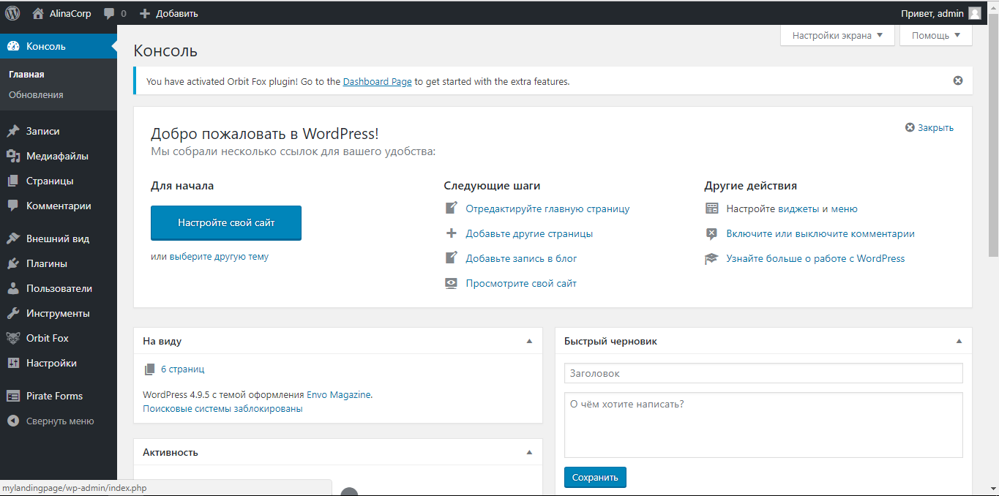 AlinaCorp
0
Добавить
Привет, admin
Консоль
Главная
Обновления
Записи
Медиафайлы
Страницы
Комментарии
Внешний вид
Плагины
Пользователи
Инструменты
Orbit Fox
Настройки
Pirate Forms
Свернуть меню
Настройки экрана
Помощь
Консоль
You have activated Orbit Fox plugin! Go to the Dashboard Page to get started with the extra features.
Добро пожаловать в WordPress!
Закрыть
Мы собрали несколько ссылок для вашего удобства:
Для начала
Настройте свой сайт
или выберите другую тему
Следующие шаги
Отредактируйте главную страницу
Добавьте другие страницы
Добавьте запись в блог
Просмотрите свой сайт
Другие действия
Настройте виджеты и меню
Включите или выключите комментарии
Узнайте больше о работе с WordPress
На виду
6 страниц
WordPress 4.9.5 с темой оформления Envo Magazine.
Поисковые системы заблокированы
Активность
Быстрый черновик
Заголовок
О чём хотите написать?
Сохранить
mylandingpage/wp-admin/index.php